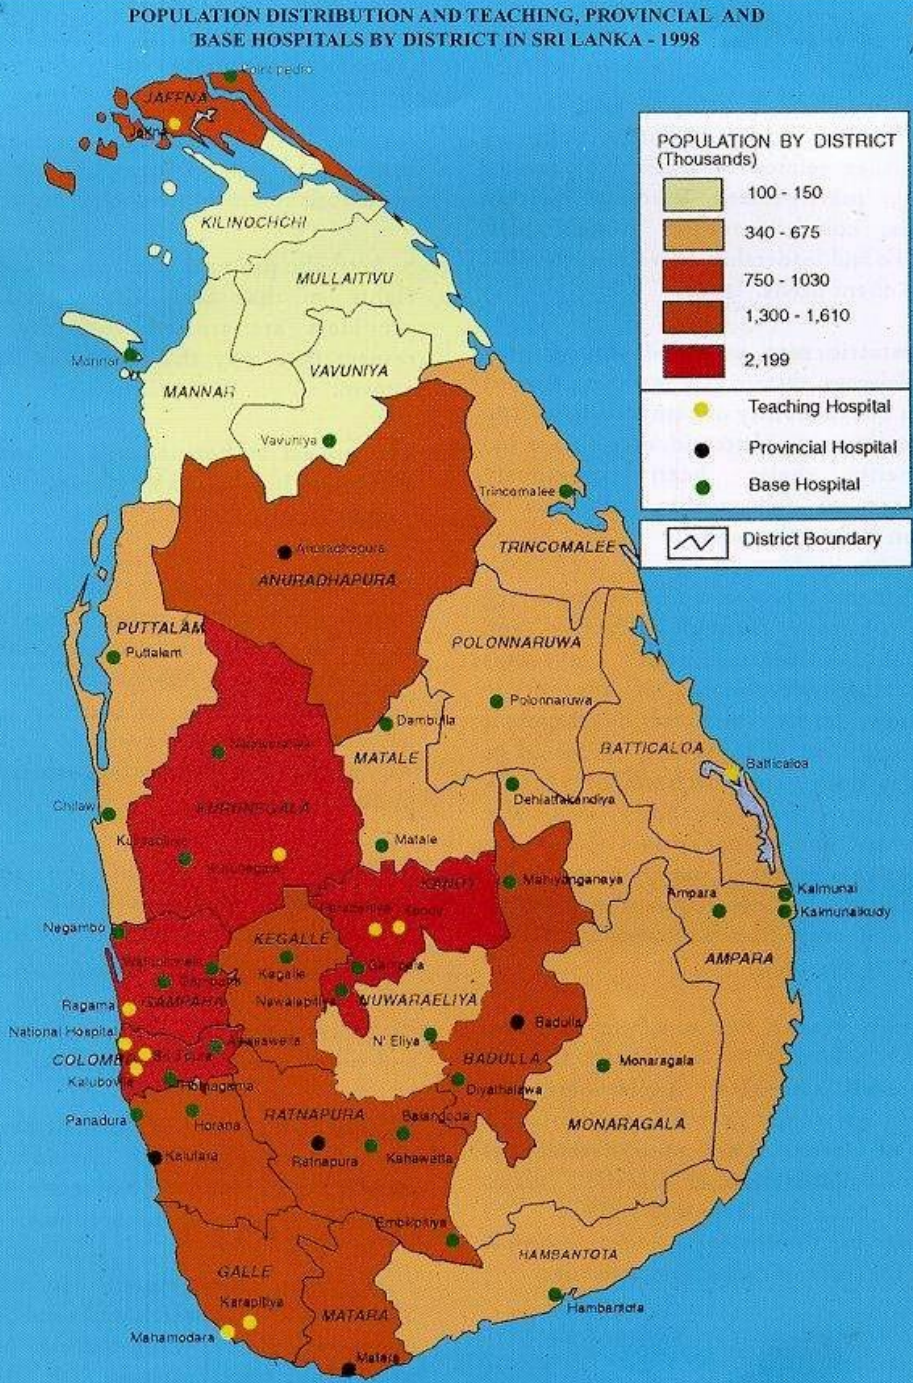 POPULATION DISTRIBUTION AND TEACHING, PROVINCIAL AND
BASE HOSPITALS BY DISTRICT IN SRI LANKA - 1998
Point pedro
JAFFNA
Jaffna
POPULATION BY DISTRICT
(Thousands)
100 - 150
340 - 675
750 - 1030
1,300 - 1,610
2,199
Teaching Hospital
Provincial Hospital
Base Hospital
District Boundary
KILINOCHCHI
MULLAITIVU
Mannar
VAVUNIYA
MANNAR
Vavuniya
Trincomalee
Anuradhapura
TRINCOMALEE
ANURADHAPURA
PUTTALAM
Puttalam
POLONNARUWA
Polonnaruwa
Dambulla
BATTICALOA
MATALE
Batticaloa
Dehiattakandiya
Chilaw
KURUNEGALA
Matale
KANDY
Mahiyanganaya
Ampara
Kalmunai
Kalmunaikudy
Kandy
Negambo
KEGALLE
AMPARA
Kegalle
Gampola
GAMPAHA
Nawalapitiya
NUWARAELIYA
Ragama
National Hospital
Badulla
N' Eliya
COLOMBO
BADULLA
Monaragala
Kalubovila
Homagama
Diyathalawa
Panadura
Horana
RATNAPURA
Balangoda
MONARAGALA
Kalutara
Ratnapura
Kahawatta
Embilipitiya
HAMBANTOTA
GALLE
Karapitiya
MATARA
Hambantota
Mahamodara
Matara